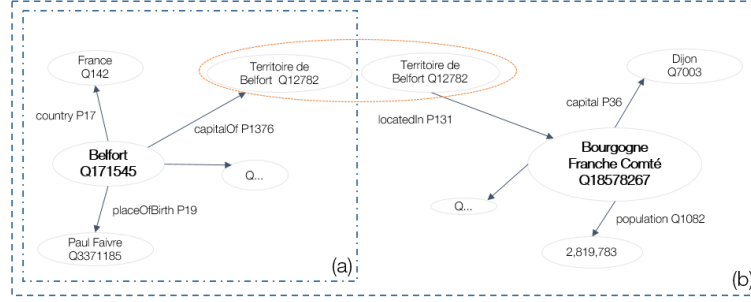 France
Q142
Territoire de
Belfort Q12782
Territoire de
Belfort Q12782
Dijon
Q7003
country P17
capitalOf P1376
locatedIn P131
capital P36
Belfort
Q171545
Q...
Bourgogne
Franche Comté
Q18578267
placeOfBirth P19
Q...
population Q1082
Paul Faivre
Q3371185
2,819,783
(a)
(b)